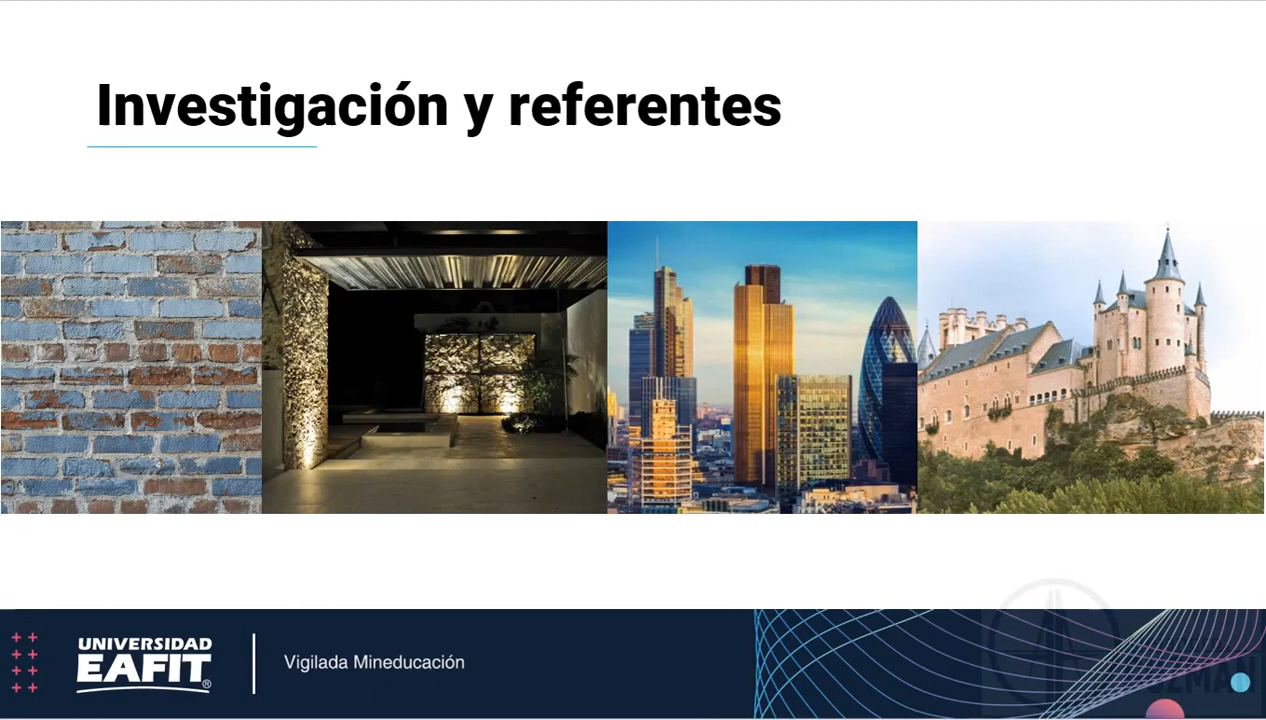 Investigación y referentes
UNIVERSIDAD
EAFIT®
Vigilada Mineducación